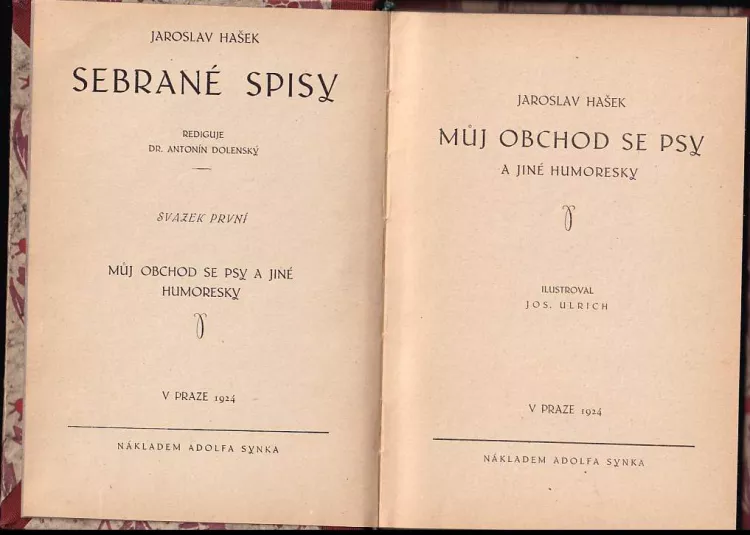 JAROSLAV HAŠEK
SEBRANÉ SPISY
REDIGUJE
DR. ANTONÍN DOLENSKÝ
SVAZEK PRVNÍ
MŮJ OBCHOD SE PSY A JINÉ
HUMORESKY
V PRAZE 1924
NÁKLADEM ADOLFA SYNKA
JAROSLAV HAŠEK
MŮJ OBCHOD SE PSY
A JINÉ HUMORESKY
ILUSTROVAL
JOS. ULRICH
V PRAZE 1924
NÁKLADEM ADOLFA SYNKA